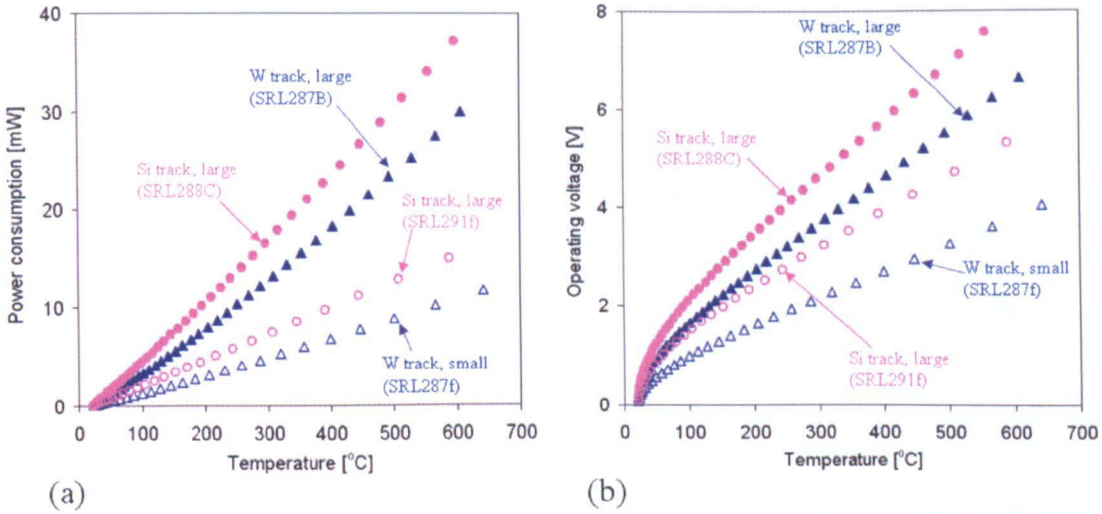 40
30
20
10
0
Power consumption [mW]
W track, large
(SRL287B)
Si track, large
(SRL288C)
Si track, large
(SRL291f)
W track, small
(SRL287f)
0 100 200 300 400 500 600 700
Temperature [°C]
(a)
8
6
4
2
0
Operating voltage [V]
W track, large
(SRL287B)
Si track, large
(SRL288C)
W track, small
(SRL287f)
Si track, large
(SRL291f)
0 100 200 300 400 500 600 700
Temperature [°C]
(b)